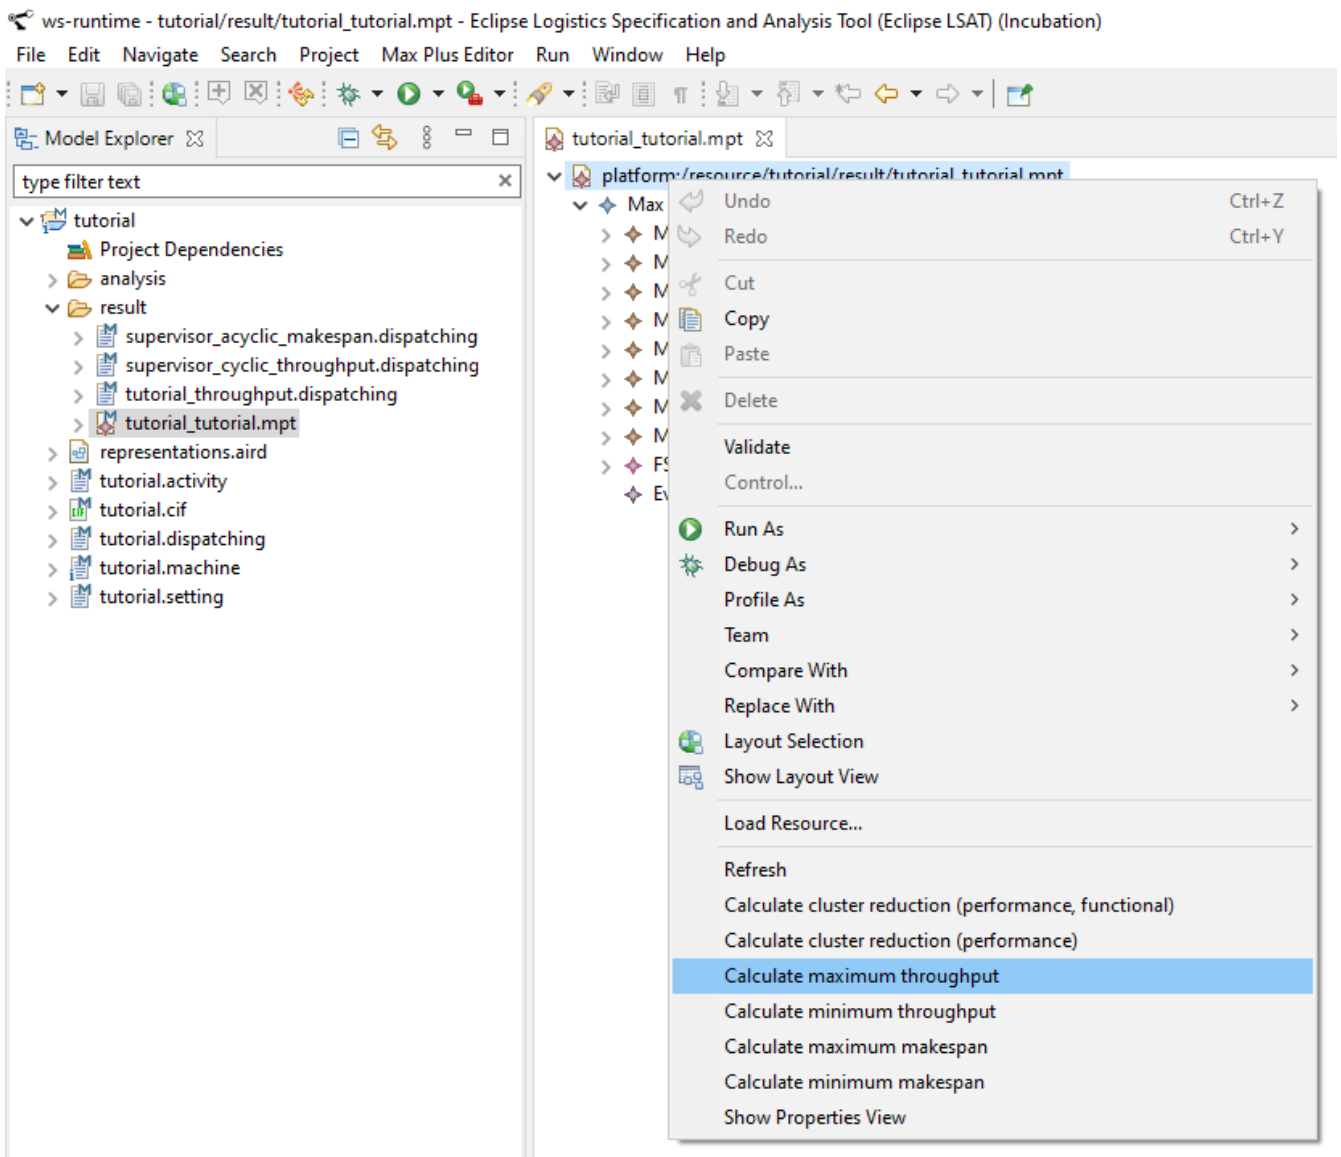 ws-runtime - tutorial/result/tutorial_tutorial.mpt - Eclipse Logistics Specification and Analysis Tool (Eclipse LSAT) (Incubation)
File Edit Navigate Search Project Max Plus Editor Run Window Help
Model Explorer
type filter text
tutorial
Project Dependencies
analysis
result
supervisor_acyclic_makespan.dispatching
supervisor_cyclic_throughput.dispatching
tutorial_throughput.dispatching
tutorial_tutorial.mpt
representations.aird
tutorial.activity
tutorial.cif
tutorial.dispatching
tutorial.machine
tutorial.setting
tutorial_tutorial.mpt
platform:/resource/tutorial/result/tutorial_tutorial.mpt
Max
M
M
M
M
M
M
M
M
FS
Ev
Undo Ctrl+Z
Redo Ctrl+Y
Cut
Copy
Paste
Delete
Validate
Control...
Run As
Debug As
Profile As
Team
Compare With
Replace With
Layout Selection
Show Layout View
Load Resource...
Refresh
Calculate cluster reduction (performance, functional)
Calculate cluster reduction (performance)
Calculate maximum throughput
Calculate minimum throughput
Calculate maximum makespan
Calculate minimum makespan
Show Properties View